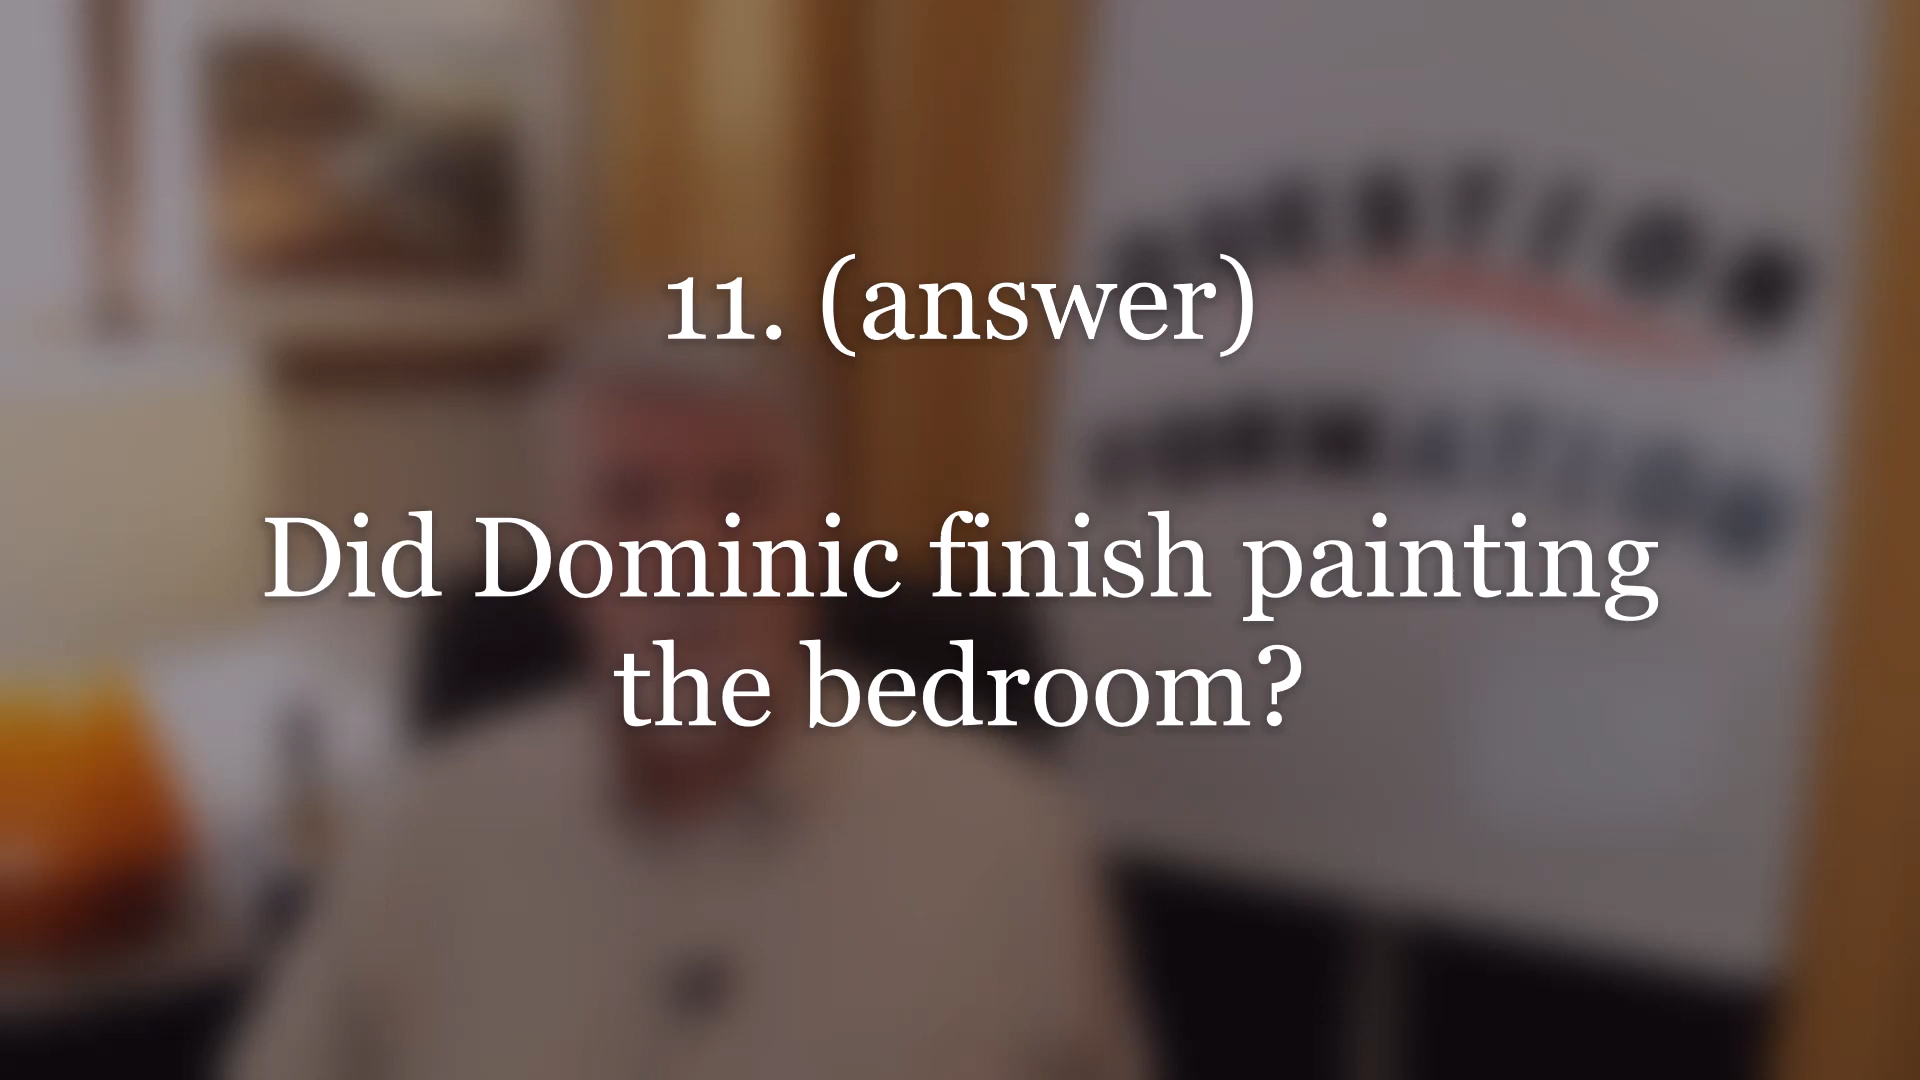 11. (answer)
Did Dominic finish painting
the bedroom?